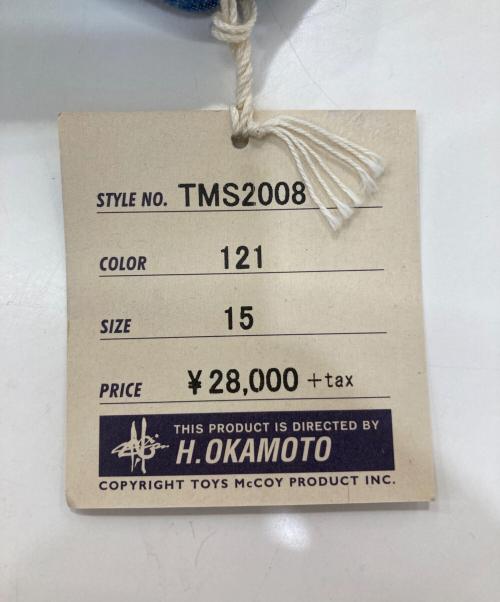 STYLE NO. TMS2008
COLOR 121
SIZE 15
PRICE ¥28,000 +tax
THIS PRODUCT IS DIRECTED BY
H.OKAMOTO
COPYRIGHT TOYS McCOY PRODUCT INC.